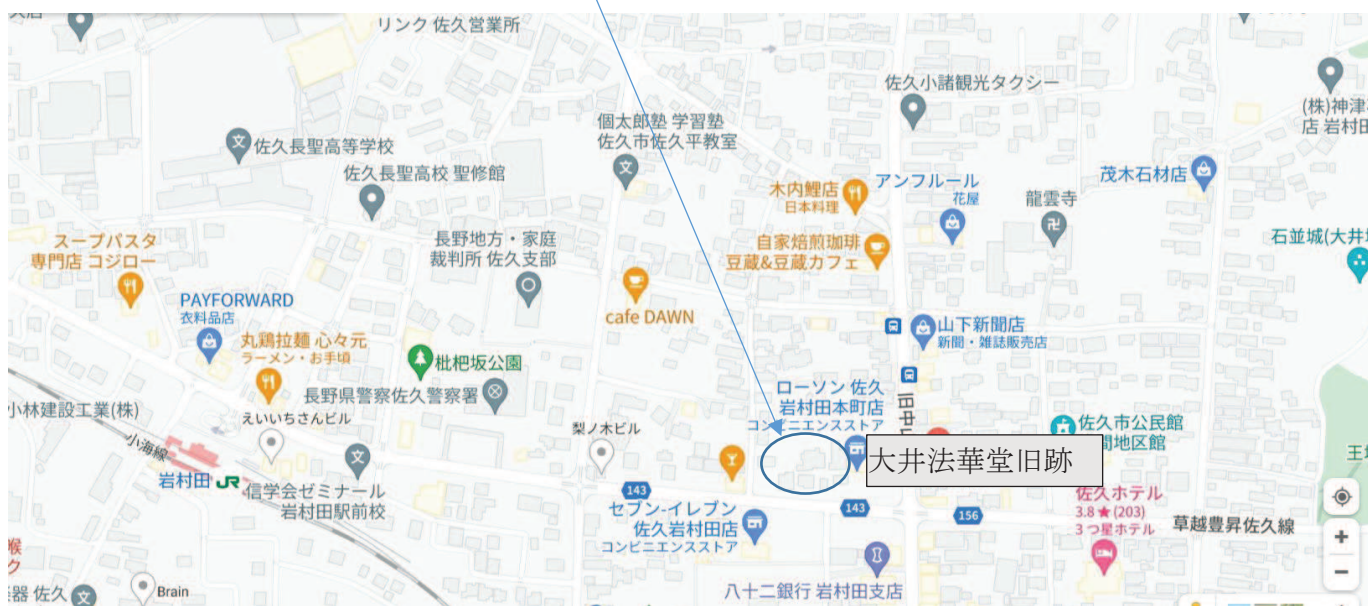 リンク 佐久営業所
佐久小諸観光タクシー
(株)神津
店 岩村田
個太郎塾 学習塾
佐久市佐久平教室
佐久長聖高等学校
佐久長聖高校 聖修館
木内鯉店
日本料理
アンフルール
花屋
龍雲寺
茂木石材店
スープパスタ
専門店 コジロー
長野地方・家庭
裁判所 佐久支部
自家焙煎珈琲
豆蔵&豆蔵カフェ
石並城(大井
PAYFORWARD
衣料品店
cafe DAWN
山下新聞店
新聞・雑誌販売店
丸鶏拉麺 心々元
ラーメン・お手頃
枇杷坂公園
長野県警察佐久警察署
ローソン 佐久
岩村田本町店
コンビニエンスストア
旧中
小林建設工業(株)
えいいちさんビル
梨ノ木ビル
佐久市公民館
間地区館
大井法華堂旧跡
王
小海線
岩村田 JR
信学会ゼミナール
岩村田駅前校
143
セブン-イレブン
佐久岩村田店
コンビニエンスストア
143
156
佐久ホテル
3.8★(203)
3つ星ホテル
草越豊昇佐久線
八十二銀行 岩村田支店
器 佐久
Brain